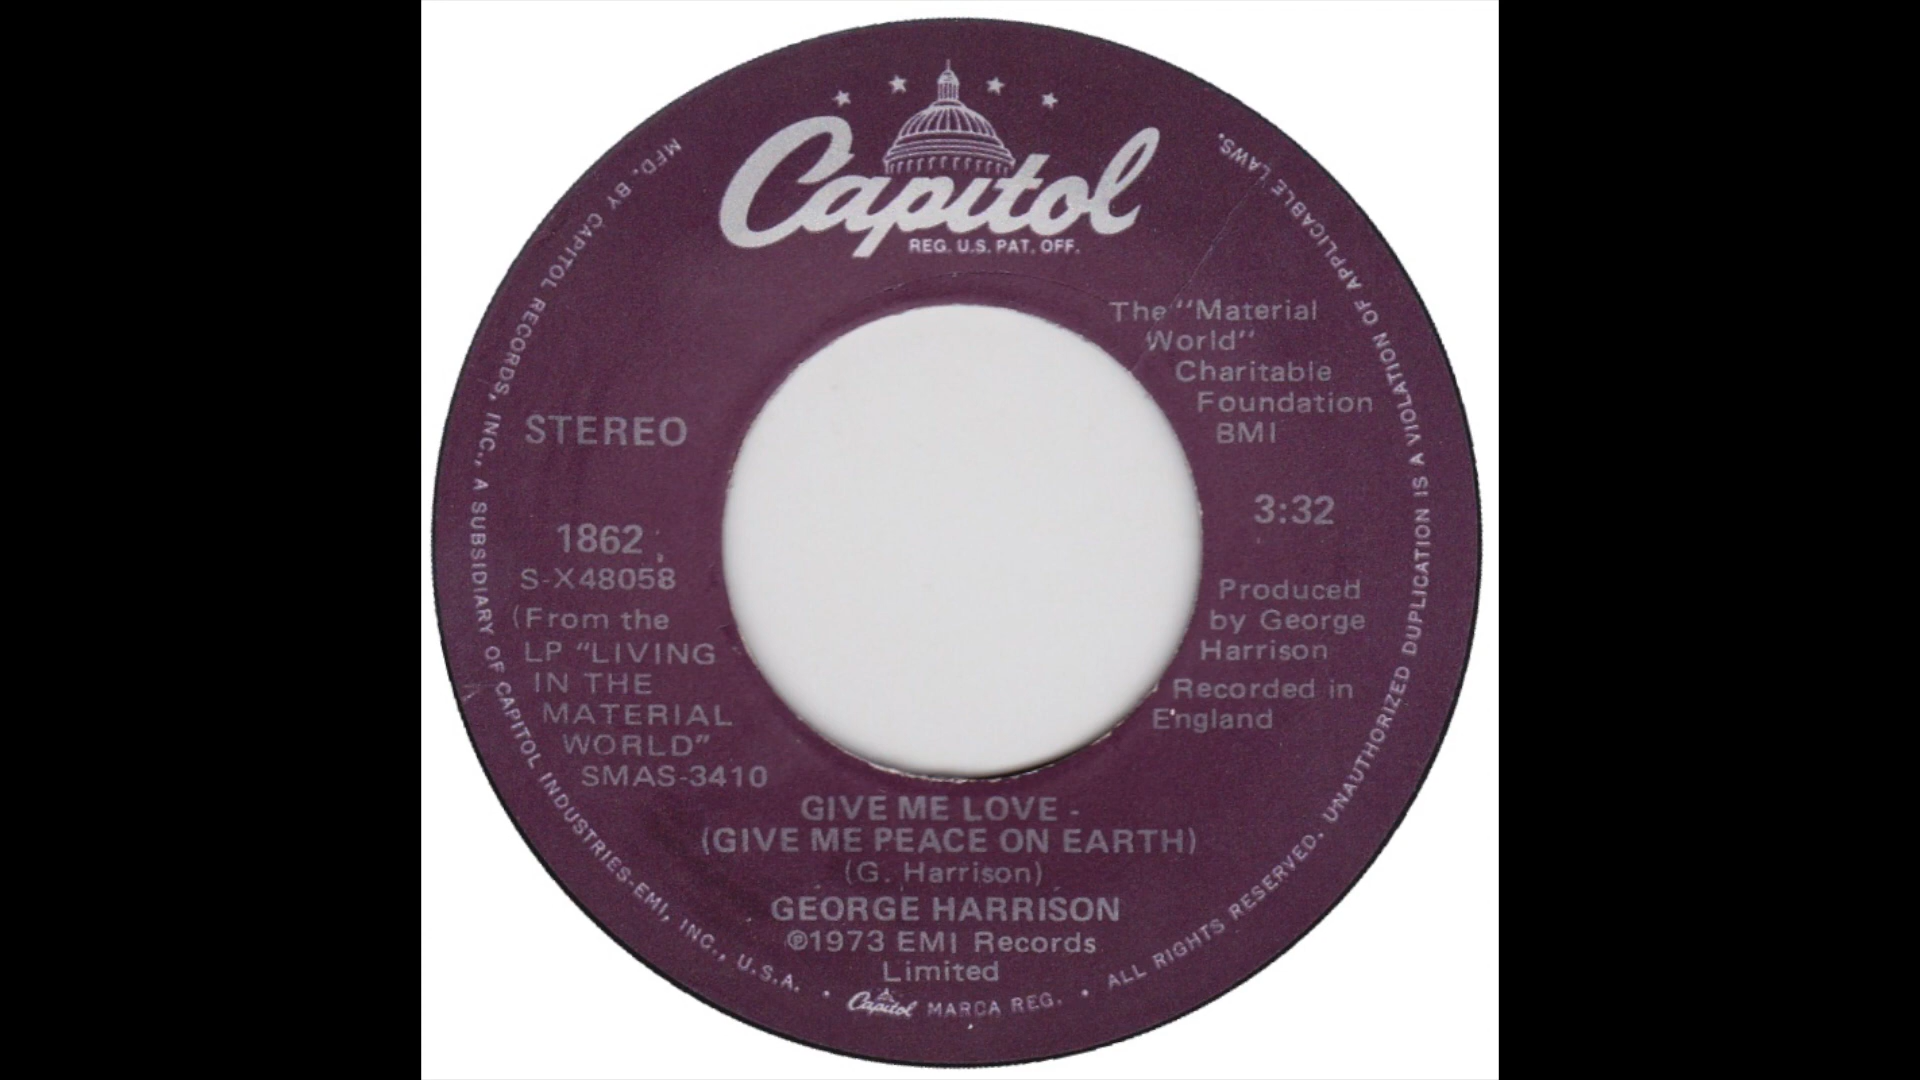 Capitol
REG. U.S. PAT. OFF.
MFD. BY CAPITOL RECORDS, INC., A SUBSIDIARY OF CAPITOL INDUSTRIES-EMI, INC., U.S.A. •
Capitol MARCA REG. •
ALL RIGHTS RESERVED. UNAUTHORIZED DUPLICATION IS A VIOLATION OF APPLICABLE LAWS.
STEREO
1862
S-X48058
(From the
LP "LIVING
IN THE
MATERIAL
WORLD"
SMAS-3410
The "Material
World"
Charitable
Foundation
BMI
3:32
Produced
by George
Harrison
Recorded in
England
GIVE ME LOVE -
(GIVE ME PEACE ON EARTH)
(G. Harrison)
GEORGE HARRISON
℗1973 EMI Records
Limited